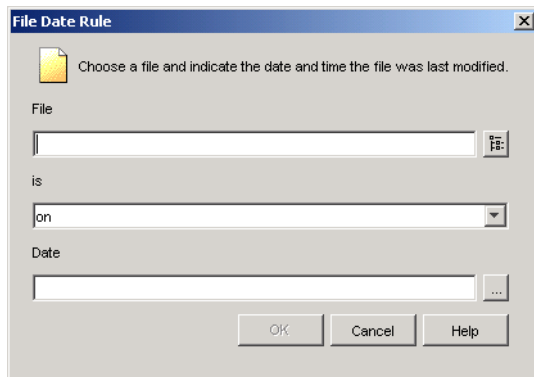 File Date Rule
Choose a file and indicate the date and time the file was last modified.
File
is
on
Date
...
OK
Cancel
Help